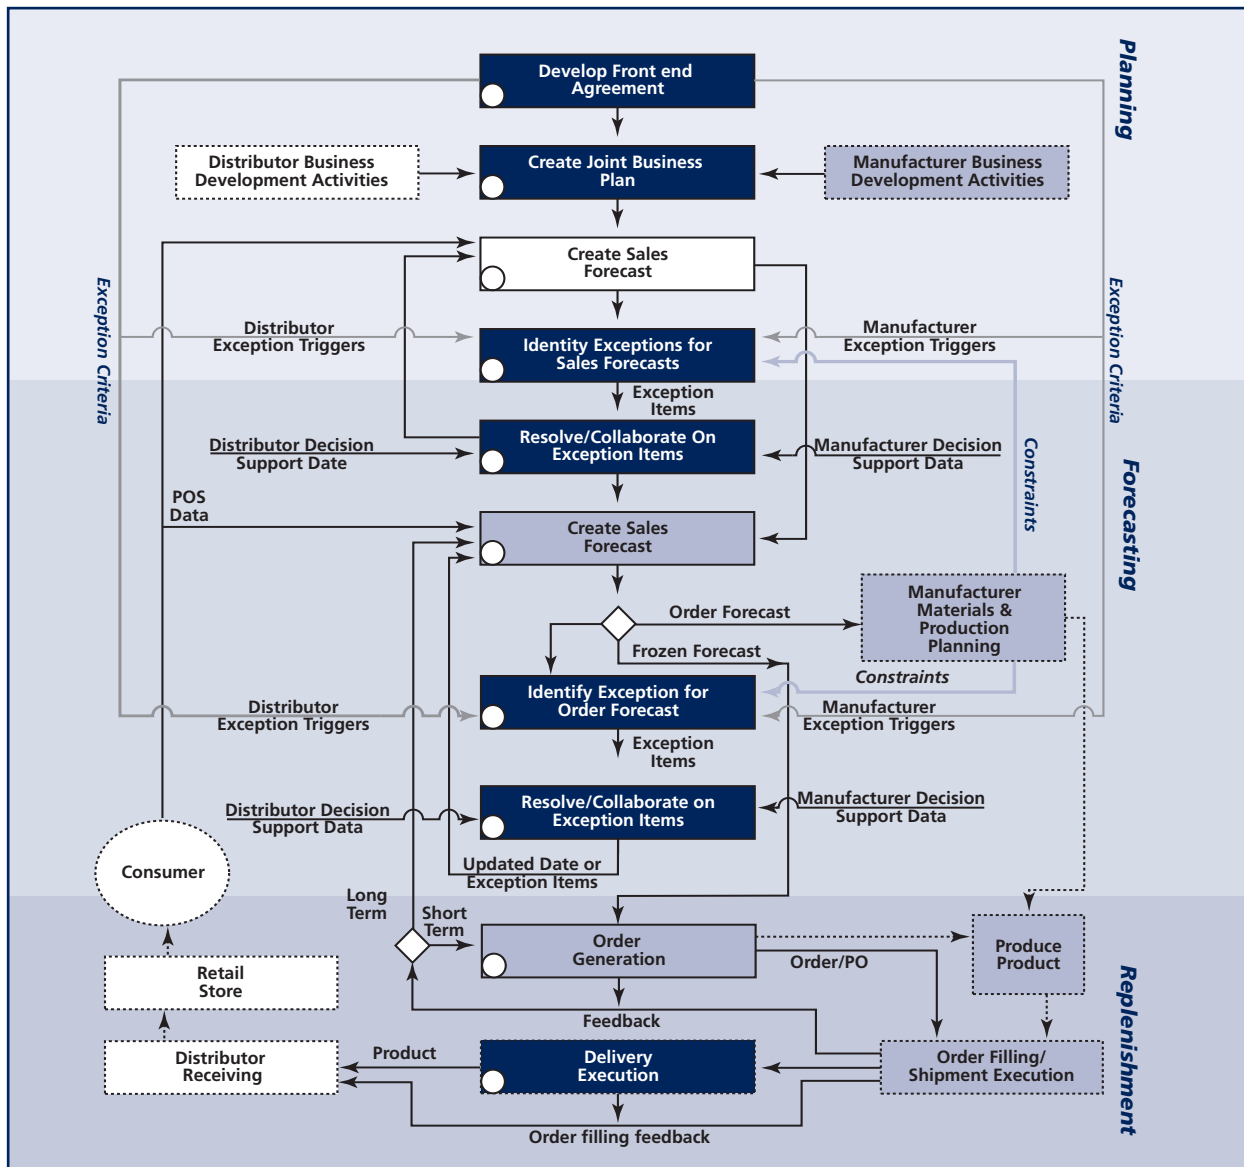 Planning
Develop Front end
Agreement
Distributor Business
Development Activities
Create Joint Business
Plan
Manufacturer Business
Development Activities
Create Sales
Forecast
Exception Criteria
Exception Criteria
Distributor
Exception Triggers
Identity Exceptions for
Sales Forecasts
Manufacturer
Exception Triggers
Exception
Items
Forecasting
Distributor Decision
Support Date
Resolve/Collaborate On
Exception Items
Manufacturer Decision
Support Data
Constraints
POS
Data
Create Sales
Forecast
Order Forecast
Manufacturer
Materials &
Production
Planning
Frozen Forecast
Constraints
Distributor
Exception Triggers
Identify Exception for
Order Forecast
Manufacturer
Exception Triggers
Exception
Items
Distributor Decision
Support Data
Resolve/Collaborate on
Exception Items
Manufacturer Decision
Support Data
Consumer
Updated Date or
Exception Items
Long
Term
Short
Term
Order
Generation
Order/PO
Produce
Product
Replenishment
Retail
Store
Feedback
Distributor
Receiving
Product
Delivery
Execution
Order Filling/
Shipment Execution
Order filling feedback